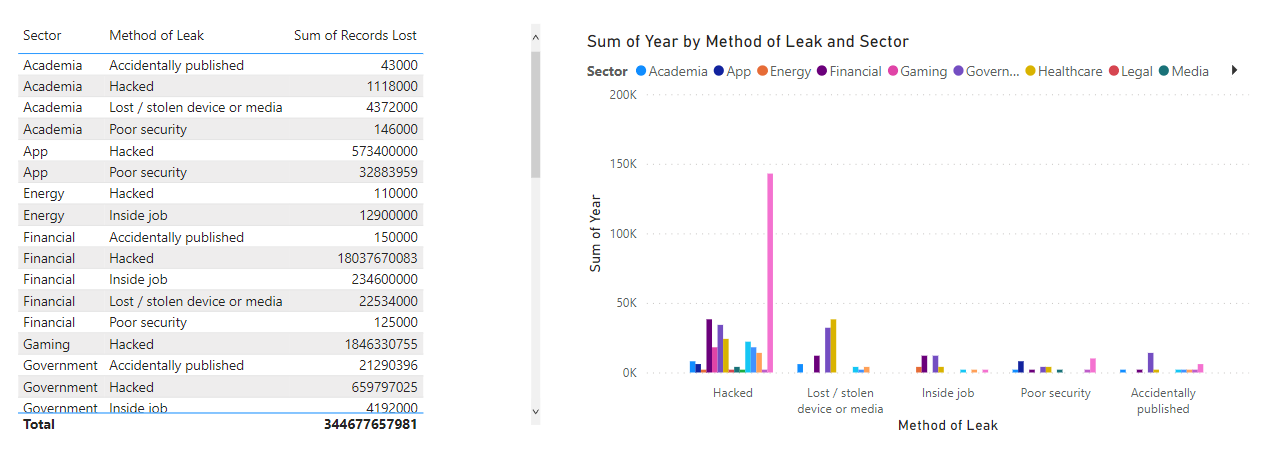 Sector Method of Leak Sum of Records Lost
Academia Accidentally published 43000
Academia Hacked 1118000
Academia Lost / stolen device or media 4372000
Academia Poor security 146000
App Hacked 573400000
App Poor security 32883959
Energy Hacked 110000
Energy Inside job 12900000
Financial Accidentally published 150000
Financial Hacked 18037670083
Financial Inside job 234600000
Financial Lost / stolen device or media 22534000
Financial Poor security 125000
Gaming Hacked 1846330755
Government Accidentally published 21290396
Government Hacked 659797025
Government Inside job 4192000
Total 344677657981
Sum of Year by Method of Leak and Sector
Sector Academia App Energy Financial Gaming Govern... Healthcare Legal Media
200K
150K
100K
50K
0K
Sum of Year
Hacked
Lost / stolen
device or media
Inside job
Poor security
Accidentally
published
Method of Leak